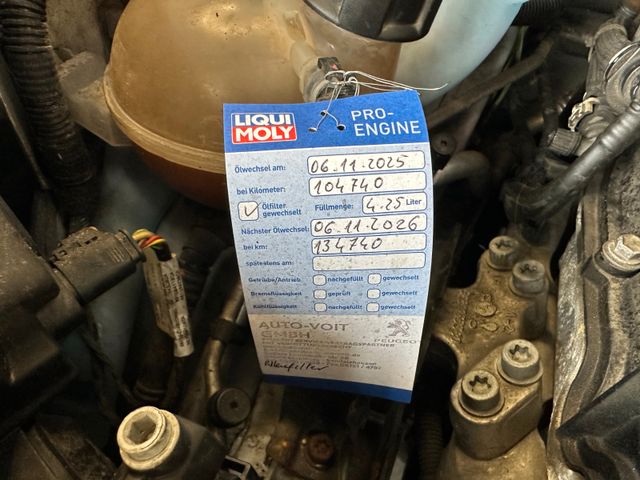 LIQUI
MOLY
PRO-
ENGINE
Ölwechsel am: 06.11.2025
bei Kilometer: 104740
Ölfilter
gewechselt
Füllmenge: 4.25 Liter
Nächster Ölwechsel: 06.11.2026
bei km: 134740
spätestens am:
Getriebe/Antrieb nachgefüllt gewechselt
Bremsflüssigkeit geprüft gewechselt
Kühlflüssigkeit nachgefüllt gewechselt
AUTO-VOIT
GMBH
PEUGEOT